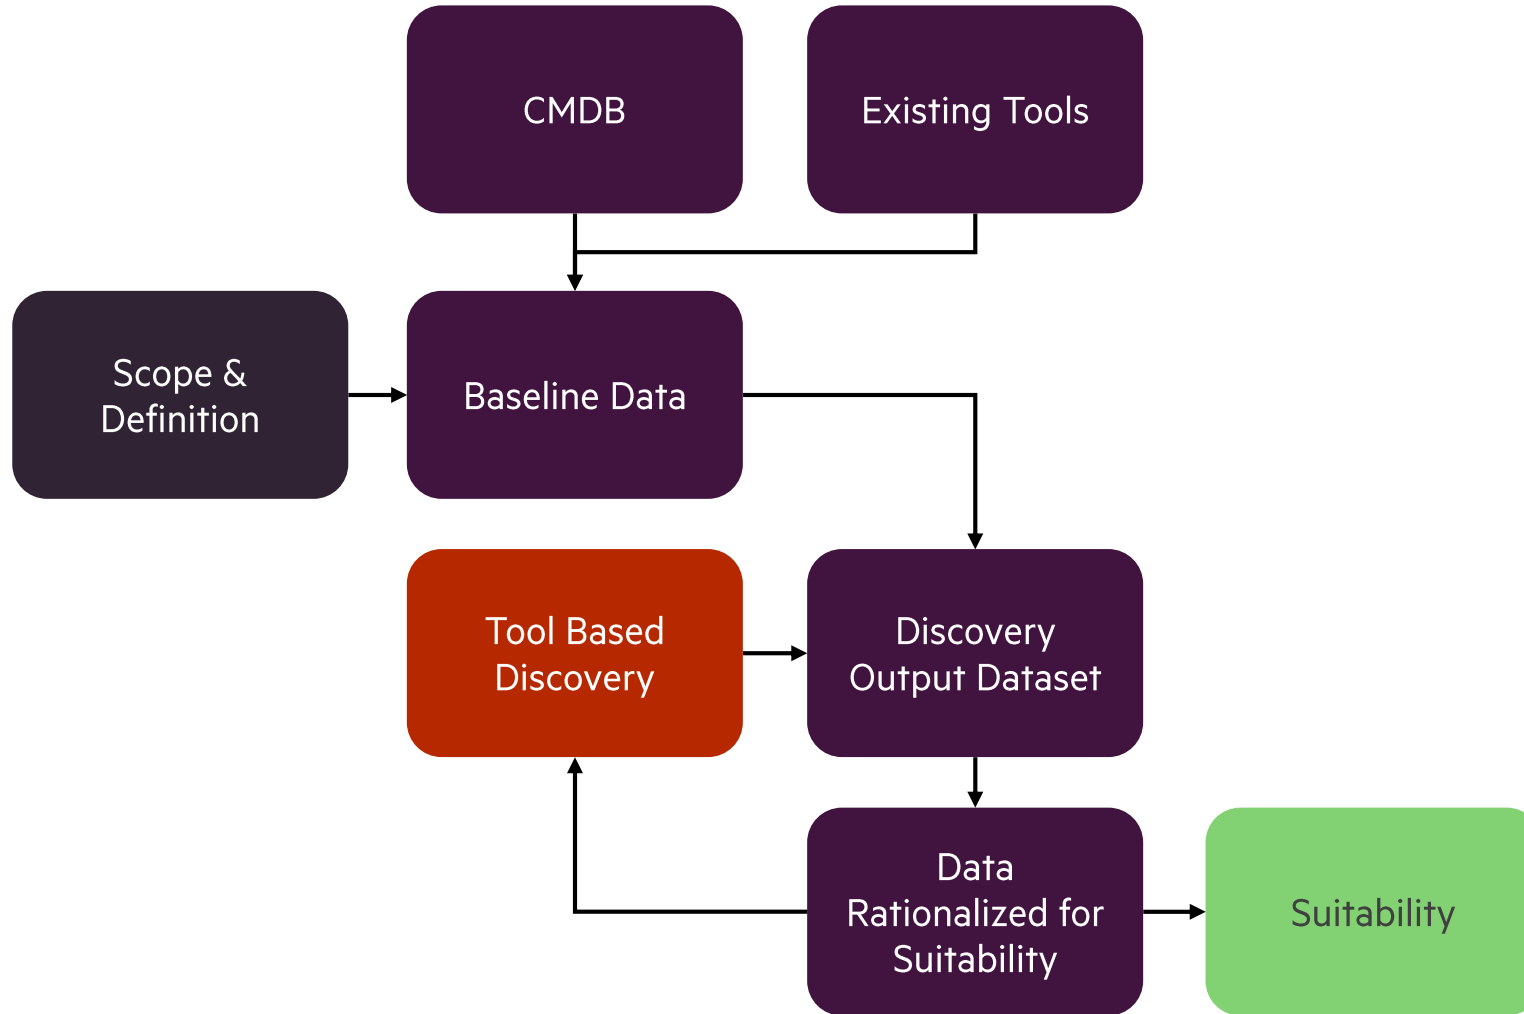 CMDB
Existing Tools
Scope &
Definition
Baseline Data
Tool Based
Discovery
Discovery
Output Dataset
Data
Rationalized for
Suitability
Suitability